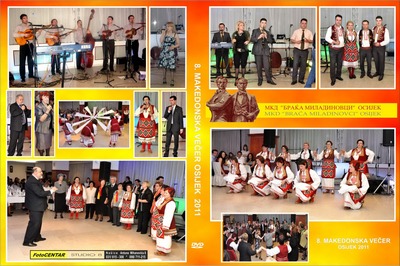 8. MAKEDONSKA VEČER OSIJEK 2011
МКД "БРАЌА МИЛАДИНОВЦИ" ОСИЈЕК
MKD "BRAĆA MILADINOVCI" OSIJEK
8. MAKEDONSKA VEČER
OSIJEK 2011
FotoCENTAR
STUDIO 8
DVD